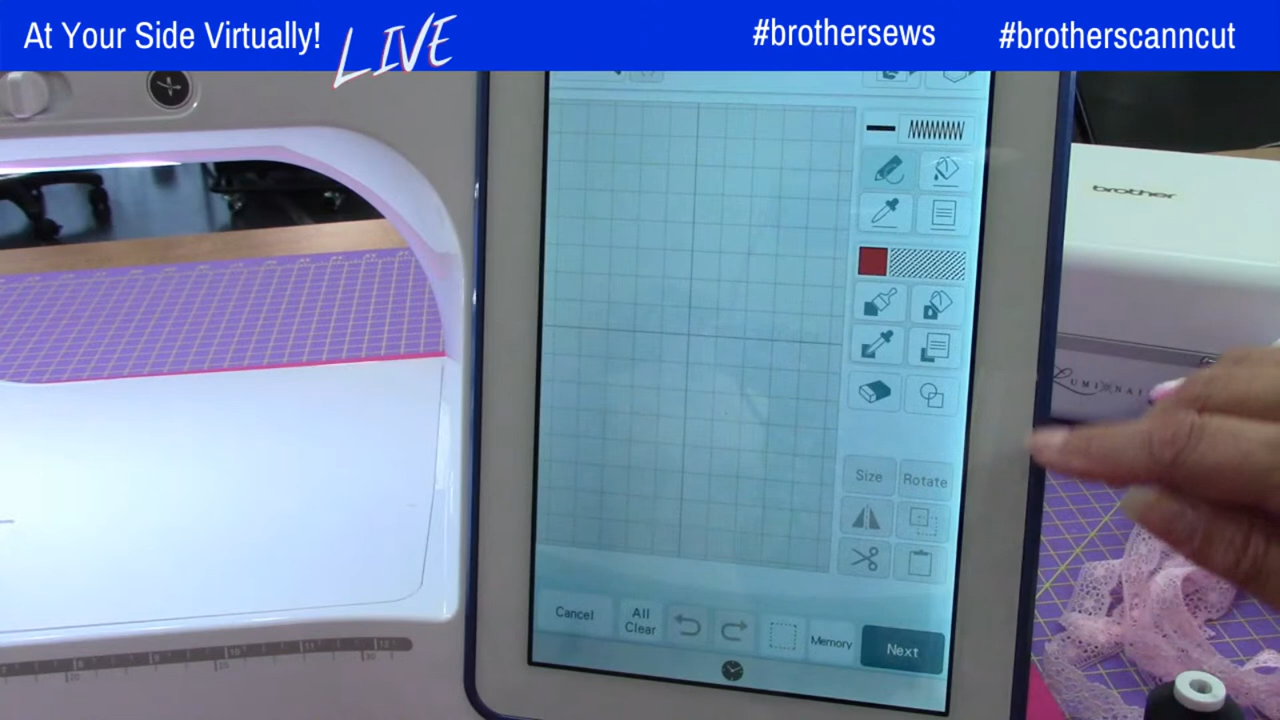 At Your Side Virtually!
LIVE
#brothersews
#brotherscanncut
brother
Size
Rotate
Cancel
All
Clear
Memory
Next